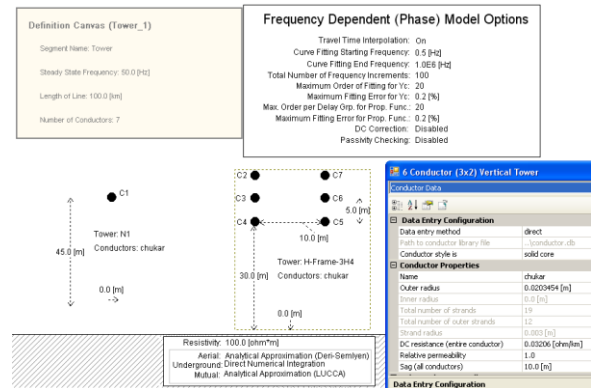 Definition Canvas (Tower_1)
Segment Name: Tower
Steady State Frequency: 50.0 [Hz]
Length of Line: 100.0 [km]
Number of Conductors: 7
Frequency Dependent (Phase) Model Options
Travel Time Interpolation: On
Curve Fitting Starting Frequency: 0.5 [Hz]
Curve Fitting End Frequency: 1.0E6 [Hz]
Total Number of Frequency Increments: 100
Maximum Order of Fitting for Yc: 20
Maximum Fitting Error for Yc: 0.2 [%]
Max. Order per Delay Grp. for Prop. Func.: 20
Maximum Fitting Error for Prop. Func.: 0.2 [%]
DC Correction: Disabled
Passivity Checking: Disabled
C1
Tower: N1
Conductors: chukar
45.0 [m]
0.0 [m]
C2
C7
C3
C6
C4
C5
5.0 [m]
10.0 [m]
Tower: H-Frame-3H4
Conductors: chukar
30.0 [m]
0.0 [m]
Resistivity: 100.0 [ohm*m]
Aerial: Analytical Approximation (Deri-Semlyen)
Underground: Direct Numerical Integration
Mutual: Analytical Approximation (LUCCA)
6 Conductor (3x2) Vertical Tower
Conductor Data
Data Entry Configuration
Data entry method direct
Path to conductor library file ..\conductor.clb
Conductor style is solid core
Conductor Properties
Name chukar
Outer radius 0.0203454 [m]
Inner radius 0.0 [m]
Total number of strands 19
Total number of outer strands 12
Strand radius 0.003 [m]
DC resistance (entire conductor) 0.03206 [ohm/km]
Relative permeability 1.0
Sag (all conductors) 10.0 [m]
Data Entry Configuration